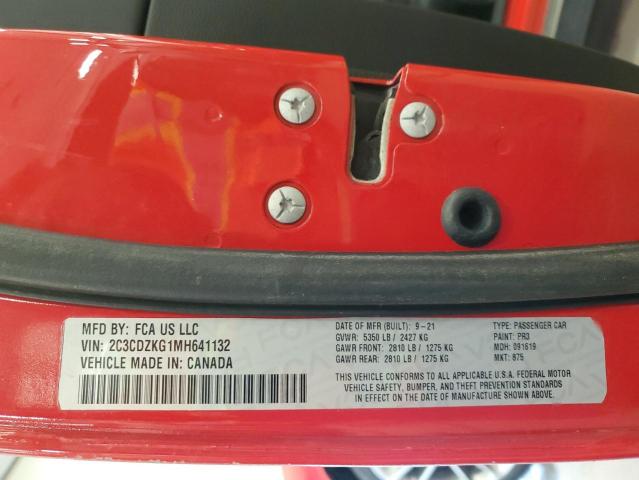 MFD BY: FCA US LLC
VIN: 2C3CDZKG1MH641132
VEHICLE MADE IN: CANADA
DATE OF MFR (BUILT): 9-21
GVWR: 5350 LB / 2427 KG
GAWR FRONT: 2810 LB / 1275 KG
GAWR REAR: 2810 LB / 1275 KG
TYPE: PASSENGER CAR
PAINT: PR3
MDH: 091619
MKT: 875
THIS VEHICLE CONFORMS TO ALL APPLICABLE U.S.A. FEDERAL MOTOR
VEHICLE SAFETY, BUMPER, AND THEFT PREVENTION STANDARDS
IN EFFECT ON THE DATE OF MANUFACTURE SHOWN ABOVE.